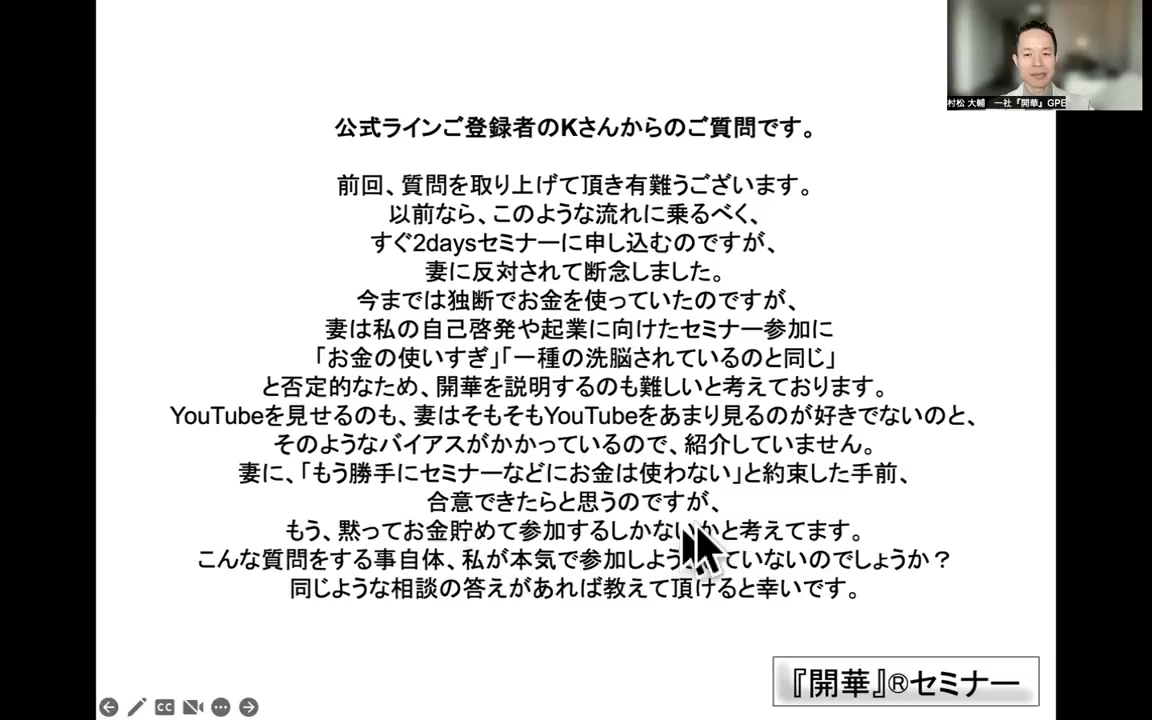 村松 大輔 一社『開華』GPE
公式ラインご登録者のKさんからのご質問です。
前回、質問を取り上げて頂き有難うございます。
以前なら、このような流れに乗るべく、
すぐ2daysセミナーに申し込むのですが、
妻に反対されて断念しました。
今までは独断でお金を使っていたのですが、
妻は私の自己啓発や起業に向けたセミナー参加に
「お金の使いすぎ」「一種の洗脳されているのと同じ」
と否定的なため、開華を説明するのも難しいと考えております。
YouTubeを見せるのも、妻はそもそもYouTubeをあまり見るのが好きでないのと、
そのようなバイアスがかかっているので、紹介していません。
妻に、「もう勝手にセミナーなどにお金は使わない」と約束した手前、
合意できたらと思うのですが、
もう、黙ってお金貯めて参加するしかないかと考えてます。
こんな質問をする事自体、私が本気で参加しよう ていないのでしょうか？
同じような相談の答えがあれば教えて頂けると幸いです。
『開華』®セミナー
CC